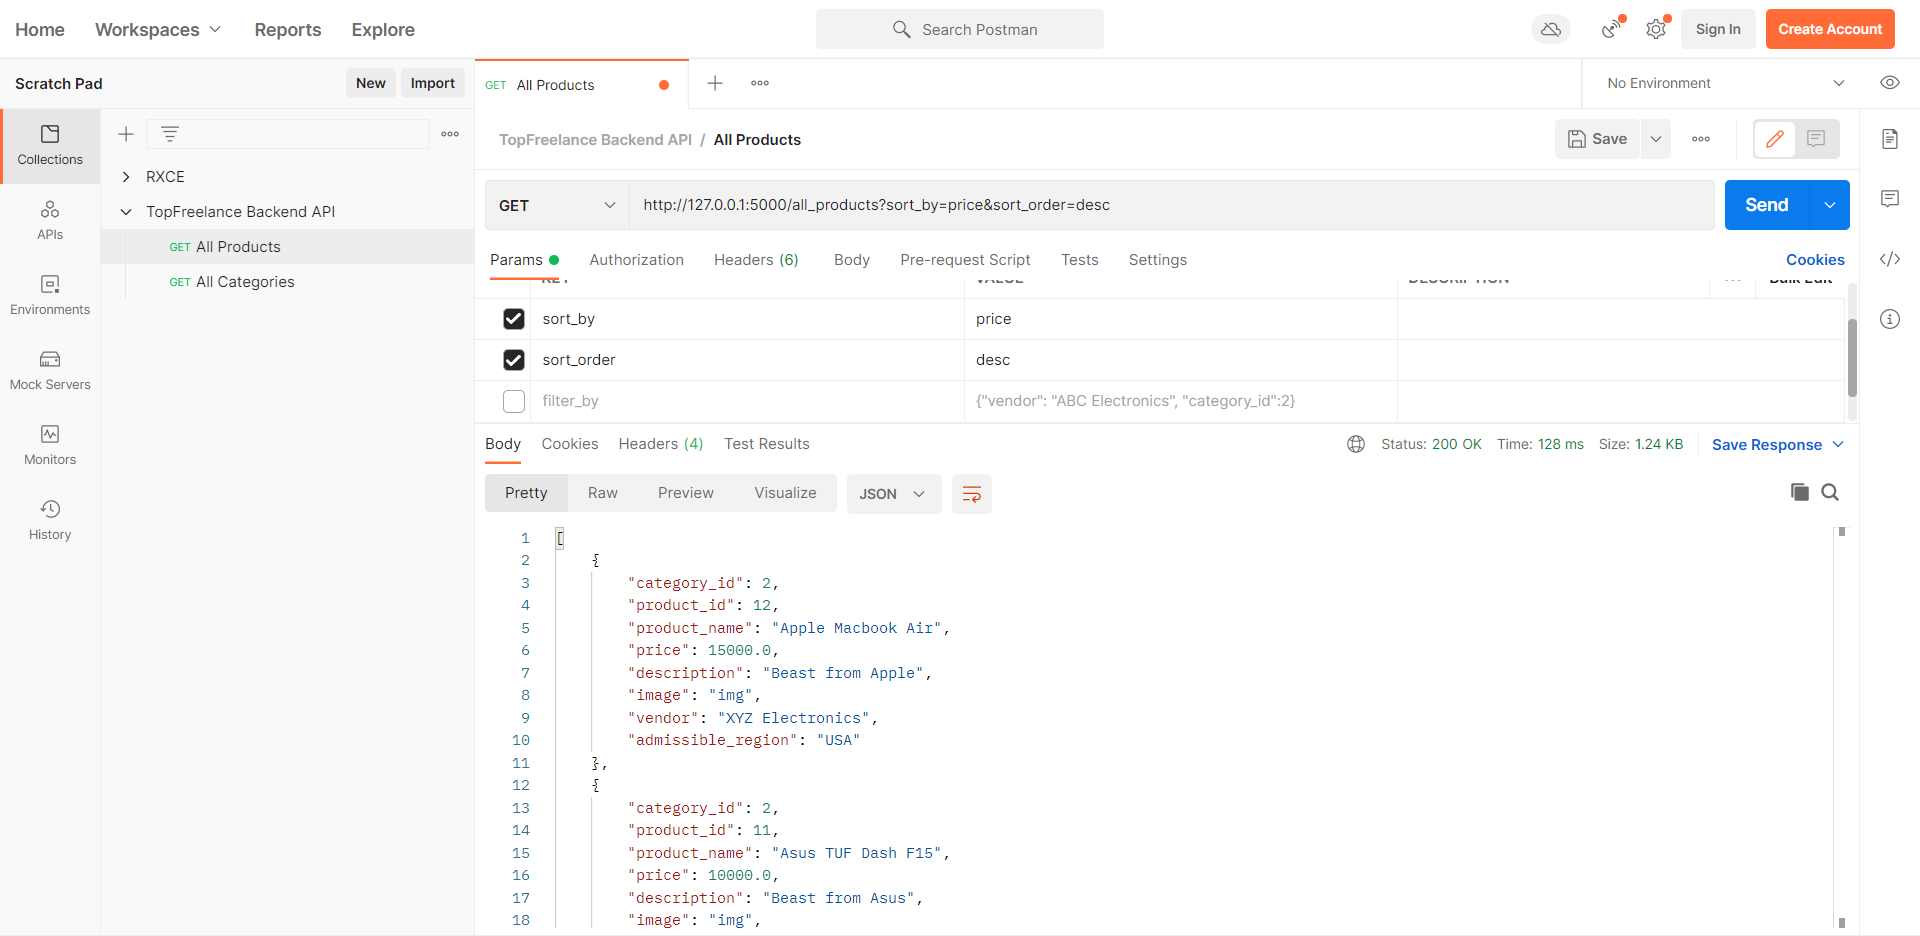 Home Workspaces Reports Explore Search Postman Sign In Create Account
Scratch Pad New Import GET All Products No Environment
Collections
APIs
Environments
Mock Servers
Monitors
History
RXCE
TopFreelance Backend API
GET All Products
GET All Categories
TopFreelance Backend API / All Products Save
GET http://127.0.0.1:5000/all_products?sort_by=price&sort_order=desc Send
Params Authorization Headers (6) Body Pre-request Script Tests Settings Cookies
KEY VALUE DESCRIPTION Bulk Edit
sort_by price
sort_order desc
filter_by {"vendor": "ABC Electronics", "category_id":2}
Body Cookies Headers (4) Test Results Status: 200 OK Time: 128 ms Size: 1.24 KB Save Response
Pretty Raw Preview Visualize JSON
1 [
2 {
3 "category_id": 2,
4 "product_id": 12,
5 "product_name": "Apple Macbook Air",
6 "price": 15000.0,
7 "description": "Beast from Apple",
8 "image": "img",
9 "vendor": "XYZ Electronics",
10 "admissible_region": "USA"
11 },
12 {
13 "category_id": 2,
14 "product_id": 11,
15 "product_name": "Asus TUF Dash F15",
16 "price": 10000.0,
17 "description": "Beast from Asus",
18 "image": "img",